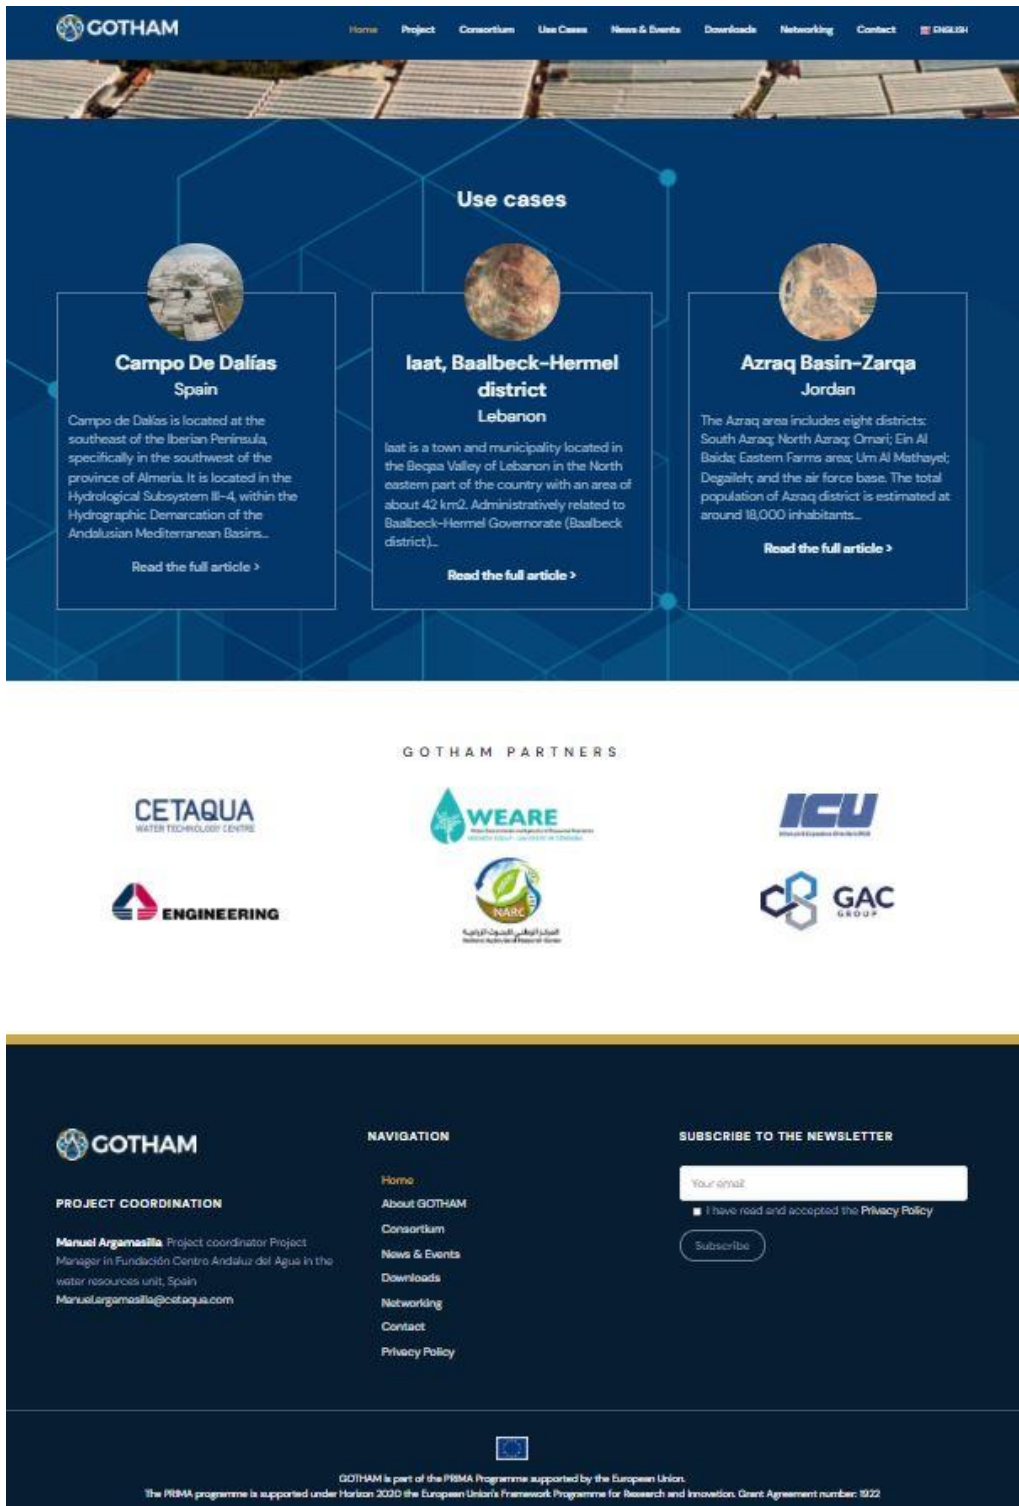 GOTHAM
Home Project Consortium Use Cases News & Events Downloads Networking Contact ENGLISH
Use cases
Campo De Dalías
Spain
Campo de Dalías is located at the
southeast of the Iberian Peninsula,
specifically in the southwest of the
province of Almeria. It is located in the
Hydrological Subsystem III-4, within the
Hydrographic Demarcation of the
Andalusian Mediterranean Basins...
Read the full article >
Iaat, Baalbeck-Hermel
district
Lebanon
Iaat is a town and municipality located in
the Beqaa Valley of Lebanon in the North
eastern part of the country with an area of
about 42 km2. Administratively related to
Baalbeck-Hermel Governorate (Baalbeck
district)...
Read the full article >
Azraq Basin-Zarqa
Jordan
The Azraq area includes eight districts:
South Azraq; North Azraq; Omari; Ein Al
Baida; Eastern Farms area; Um Al Mathayel;
Degaileh; and the air force base. The total
population of Azraq district is estimated at
around 18,000 inhabitants...
Read the full article >
GOTHAM PARTNERS
CETAQUA
WATER TECHNOLOGY CENTRE
WEARE
ICU
ENGINEERING
NARC
المركز الوطني للبحوث الزراعية
National Agricultural Research Center
GAC
GROUP
GOTHAM
PROJECT COORDINATION
Manuel Argamasilla, Project coordinator Project
Manager in Fundación Centro Andaluz del Agua in the
water resources unit, Spain
Manuel.argamasilla@cetaqua.com
NAVIGATION
Home
About GOTHAM
Consortium
News & Events
Downloads
Networking
Contact
Privacy Policy
SUBSCRIBE TO THE NEWSLETTER
Your email
I have read and accepted the Privacy Policy
Subscribe
GOTHAM is part of the PRIMA Programme supported by the European Union.
The PRIMA programme is supported under Horizon 2020 the European Union's Framework Programme for Research and Innovation. Grant Agreement number: 1922